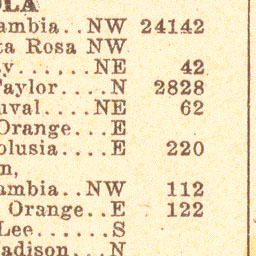 OLA
ambia..NW 24142
ta Rosa NW
y......NE 42
Taylor....N 2828
uval....NE 62
Orange...E
olusia.....E 220
n,
ambia..NW 112
Orange..E 122
Lee......S
adison...N